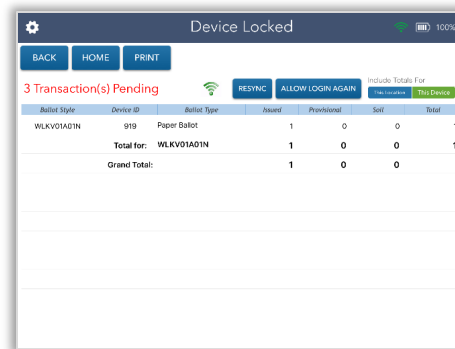 Device Locked
100%
BACK HOME PRINT
3 Transaction(s) Pending RESYNC ALLOW LOGIN AGAIN Include Totals For This Location This Device
Ballot Style Device ID Ballot Type Issued Provisional Soil Total
WLKV01A01N 919 Paper Ballot 1 0 0
Total for: WLKV01A01N 1 0 0 1
Grand Total: 1 0 0